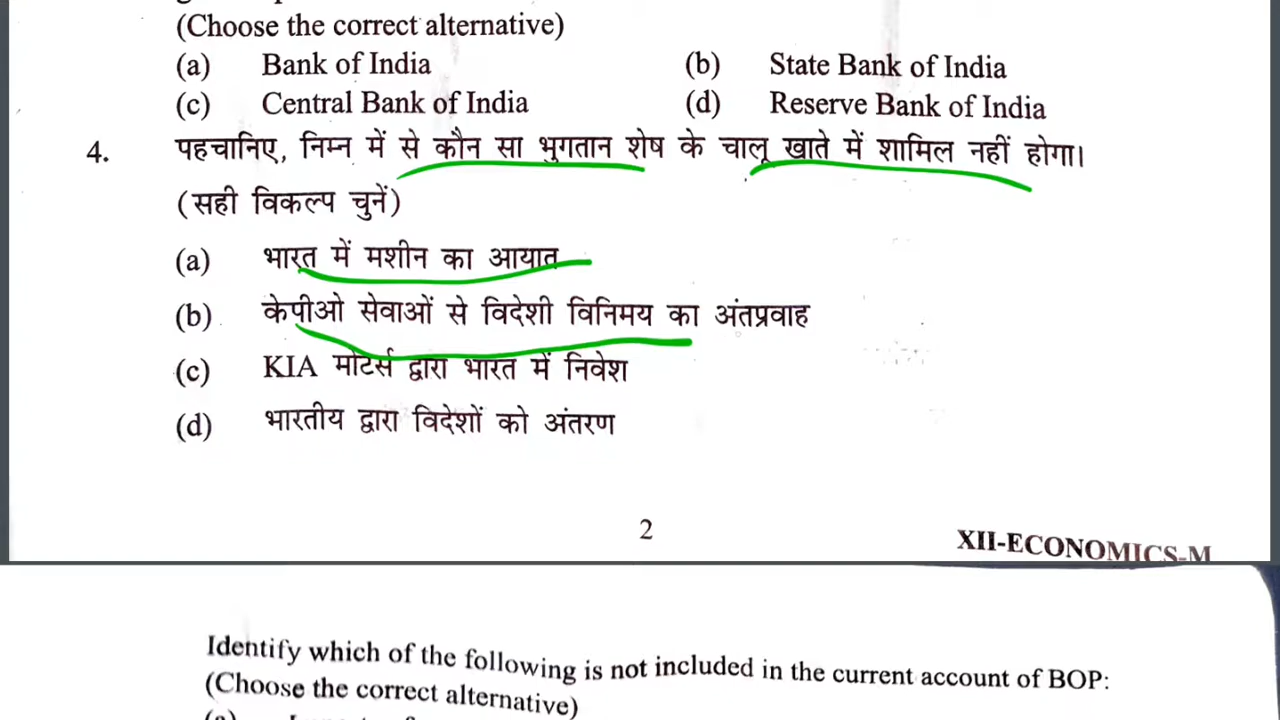 (Choose the correct alternative)
(a) Bank of India (b) State Bank of India
(c) Central Bank of India (d) Reserve Bank of India
4. पहचानिए, निम्न में से कौन सा भुगतान शेष के चालू खाते में शामिल नहीं होगा।
(सही विकल्प चुनें)
(a) भारत में मशीन का आयात
(b) केपीओ सेवाओं से विदेशी विनिमय का अंतप्रवाह
(c) KIA मोटर्स द्वारा भारत में निवेश
(d) भारतीय द्वारा विदेशों को अंतरण
2
XII-ECONOMICS-M
Identify which of the following is not included in the current account of BOP:
(Choose the correct alternative)
(a)